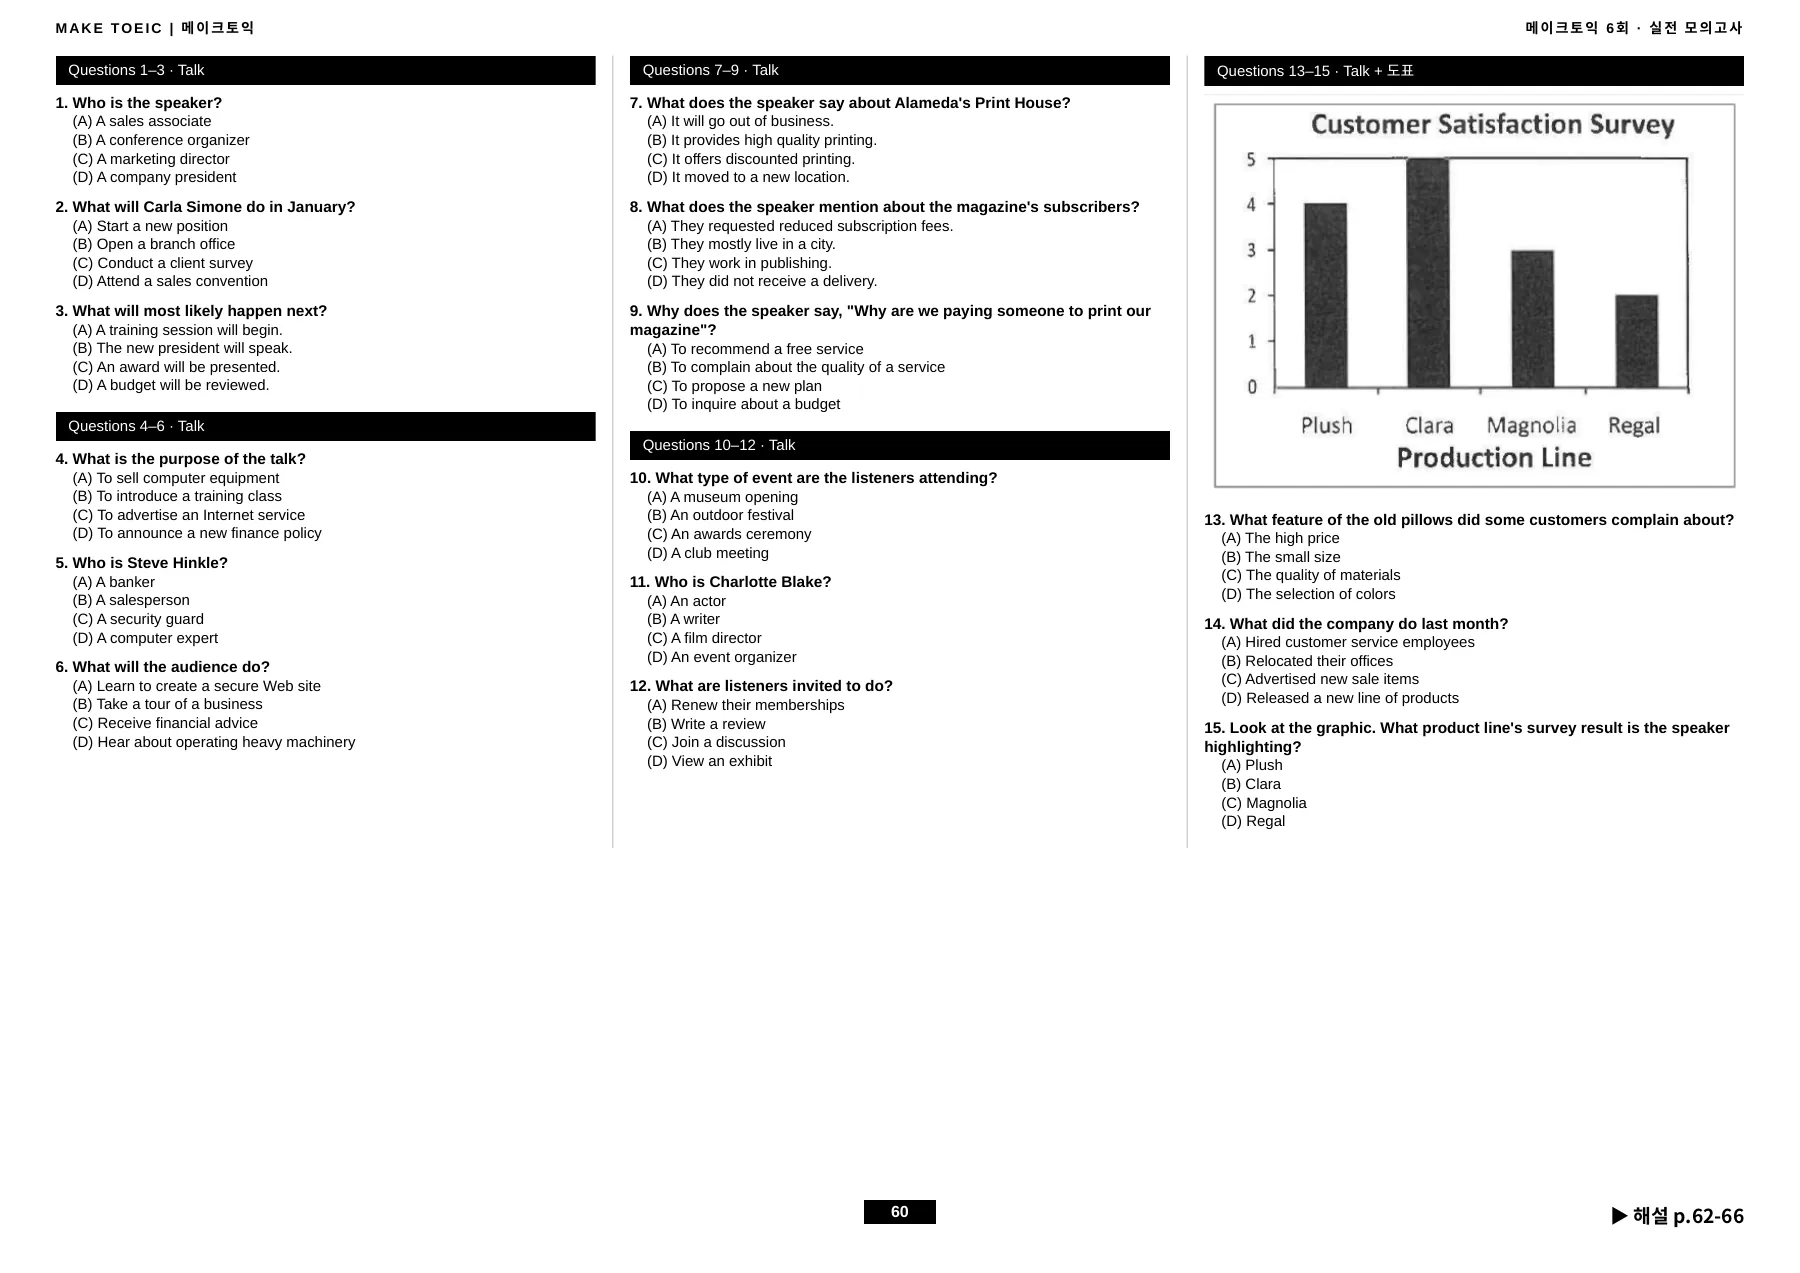 MAKE TOEIC | 메이크토익
메이크토익 6회 · 실전 모의고사
Questions 1–3 · Talk
1. Who is the speaker?
(A) A sales associate
(B) A conference organizer
(C) A marketing director
(D) A company president
2. What will Carla Simone do in January?
(A) Start a new position
(B) Open a branch office
(C) Conduct a client survey
(D) Attend a sales convention
3. What will most likely happen next?
(A) A training session will begin.
(B) The new president will speak.
(C) An award will be presented.
(D) A budget will be reviewed.
Questions 4–6 · Talk
4. What is the purpose of the talk?
(A) To sell computer equipment
(B) To introduce a training class
(C) To advertise an Internet service
(D) To announce a new finance policy
5. Who is Steve Hinkle?
(A) A banker
(B) A salesperson
(C) A security guard
(D) A computer expert
6. What will the audience do?
(A) Learn to create a secure Web site
(B) Take a tour of a business
(C) Receive financial advice
(D) Hear about operating heavy machinery
Questions 7–9 · Talk
7. What does the speaker say about Alameda's Print House?
(A) It will go out of business.
(B) It provides high quality printing.
(C) It offers discounted printing.
(D) It moved to a new location.
8. What does the speaker mention about the magazine's subscribers?
(A) They requested reduced subscription fees.
(B) They mostly live in a city.
(C) They work in publishing.
(D) They did not receive a delivery.
9. Why does the speaker say, "Why are we paying someone to print our
magazine"?
(A) To recommend a free service
(B) To complain about the quality of a service
(C) To propose a new plan
(D) To inquire about a budget
Questions 10–12 · Talk
10. What type of event are the listeners attending?
(A) A museum opening
(B) An outdoor festival
(C) An awards ceremony
(D) A club meeting
11. Who is Charlotte Blake?
(A) An actor
(B) A writer
(C) A film director
(D) An event organizer
12. What are listeners invited to do?
(A) Renew their memberships
(B) Write a review
(C) Join a discussion
(D) View an exhibit
Questions 13–15 · Talk + 도표
Customer Satisfaction Survey
5
4
3
2
1
0
Plush Clara Magnolia Regal
Production Line
13. What feature of the old pillows did some customers complain about?
(A) The high price
(B) The small size
(C) The quality of materials
(D) The selection of colors
14. What did the company do last month?
(A) Hired customer service employees
(B) Relocated their offices
(C) Advertised new sale items
(D) Released a new line of products
15. Look at the graphic. What product line's survey result is the speaker
highlighting?
(A) Plush
(B) Clara
(C) Magnolia
(D) Regal
60
▶ 해설 p.62-66